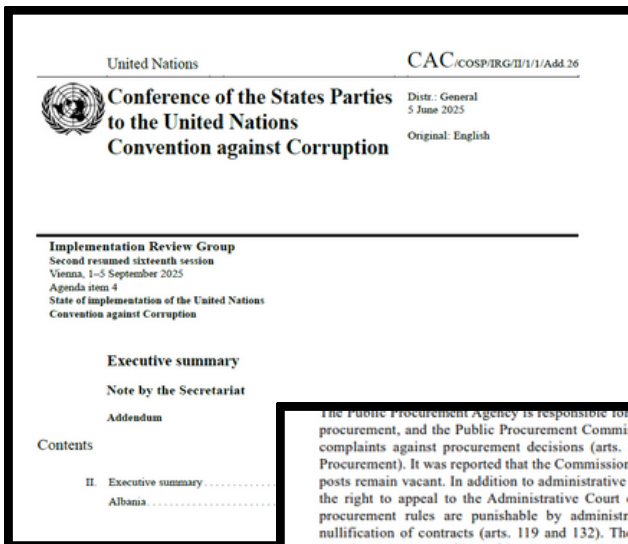 United Nations
CAC/COSP/IRG/II/1/1/Add.26
Conference of the States Parties
to the United Nations
Convention against Corruption
Distr.: General
5 June 2025
Original: English
Implementation Review Group
Second resumed sixteenth session
Vienna, 1–5 September 2025
Agenda item 4
State of implementation of the United Nations
Convention against Corruption
Executive summary
Note by the Secretariat
Addendum
Contents
II. Executive summary
Albania
The Public Procurement Agency is responsible for
procurement, and the Public Procurement Commi
complaints against procurement decisions (arts.
Procurement). It was reported that the Commission
posts remain vacant. In addition to administrative
the right to appeal to the Administrative Court
procurement rules are punishable by administr
nullification of contracts (arts. 119 and 132). The